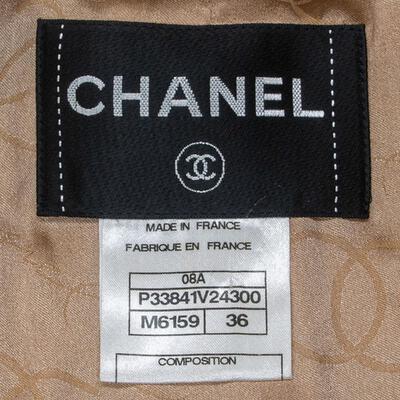 CHANEL
MADE IN FRANCE
FABRIQUE EN FRANCE
08A
P33841V24300
M6159 36
COMPOSITION